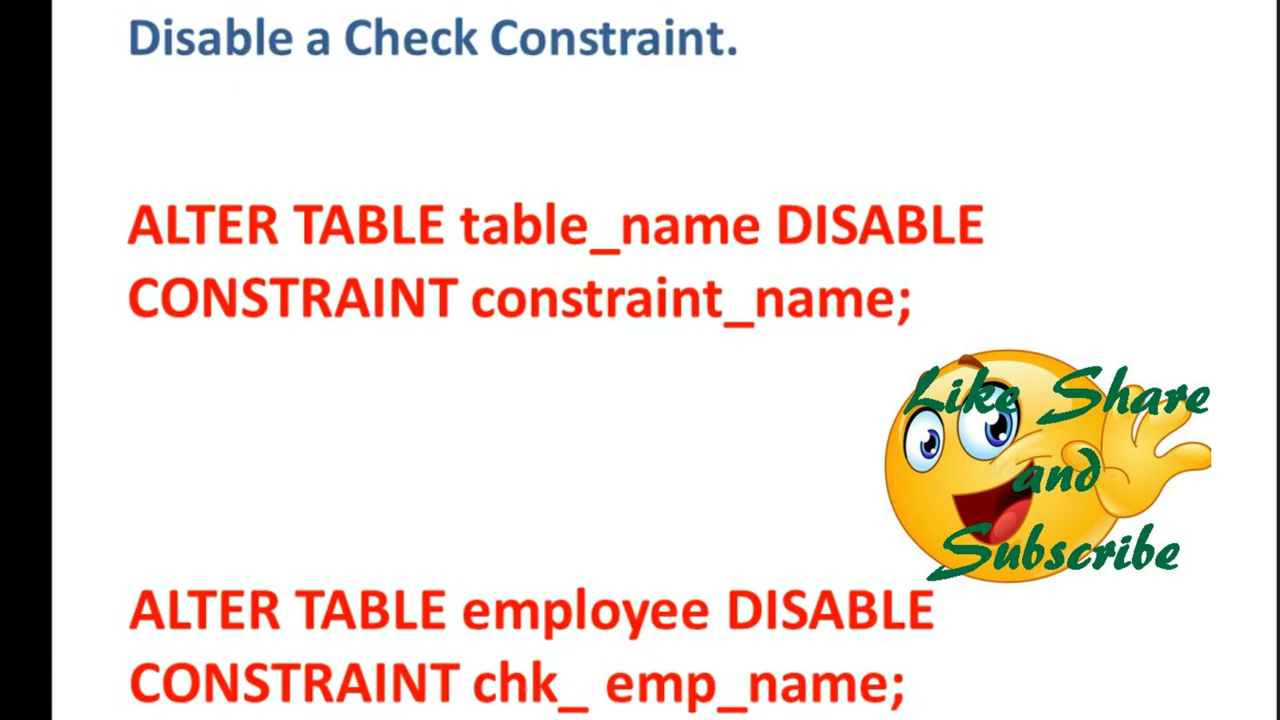 Disable a Check Constraint.
ALTER TABLE table_name DISABLE
CONSTRAINT constraint_name;
Like Share
and
Subscribe
ALTER TABLE employee DISABLE
CONSTRAINT chk_ emp_name;